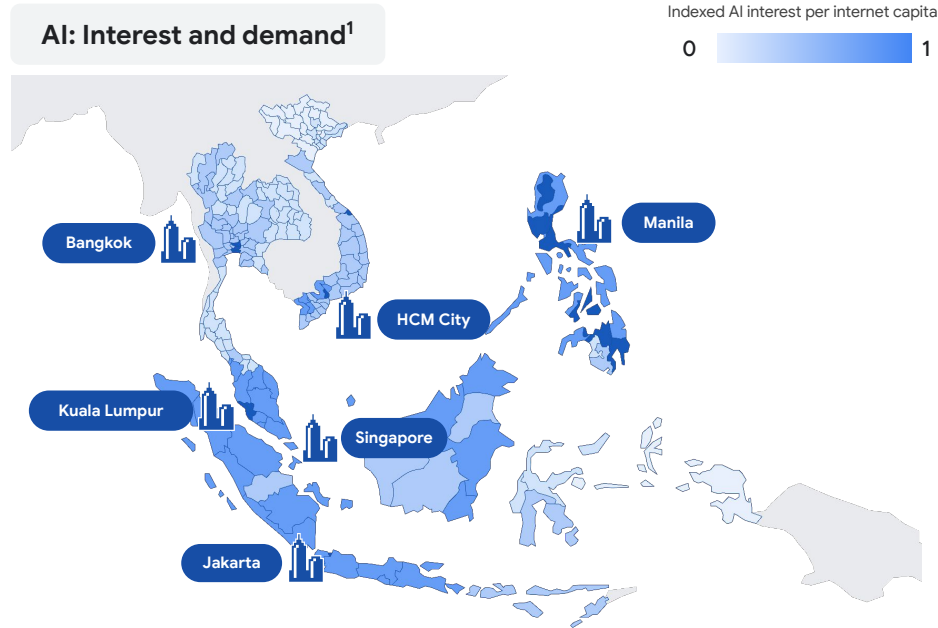 Indexed AI interest per internet capita
AI: Interest and demand¹
0
1
Bangkok
Manila
HCM City
Kuala Lumpur
Singapore
Jakarta